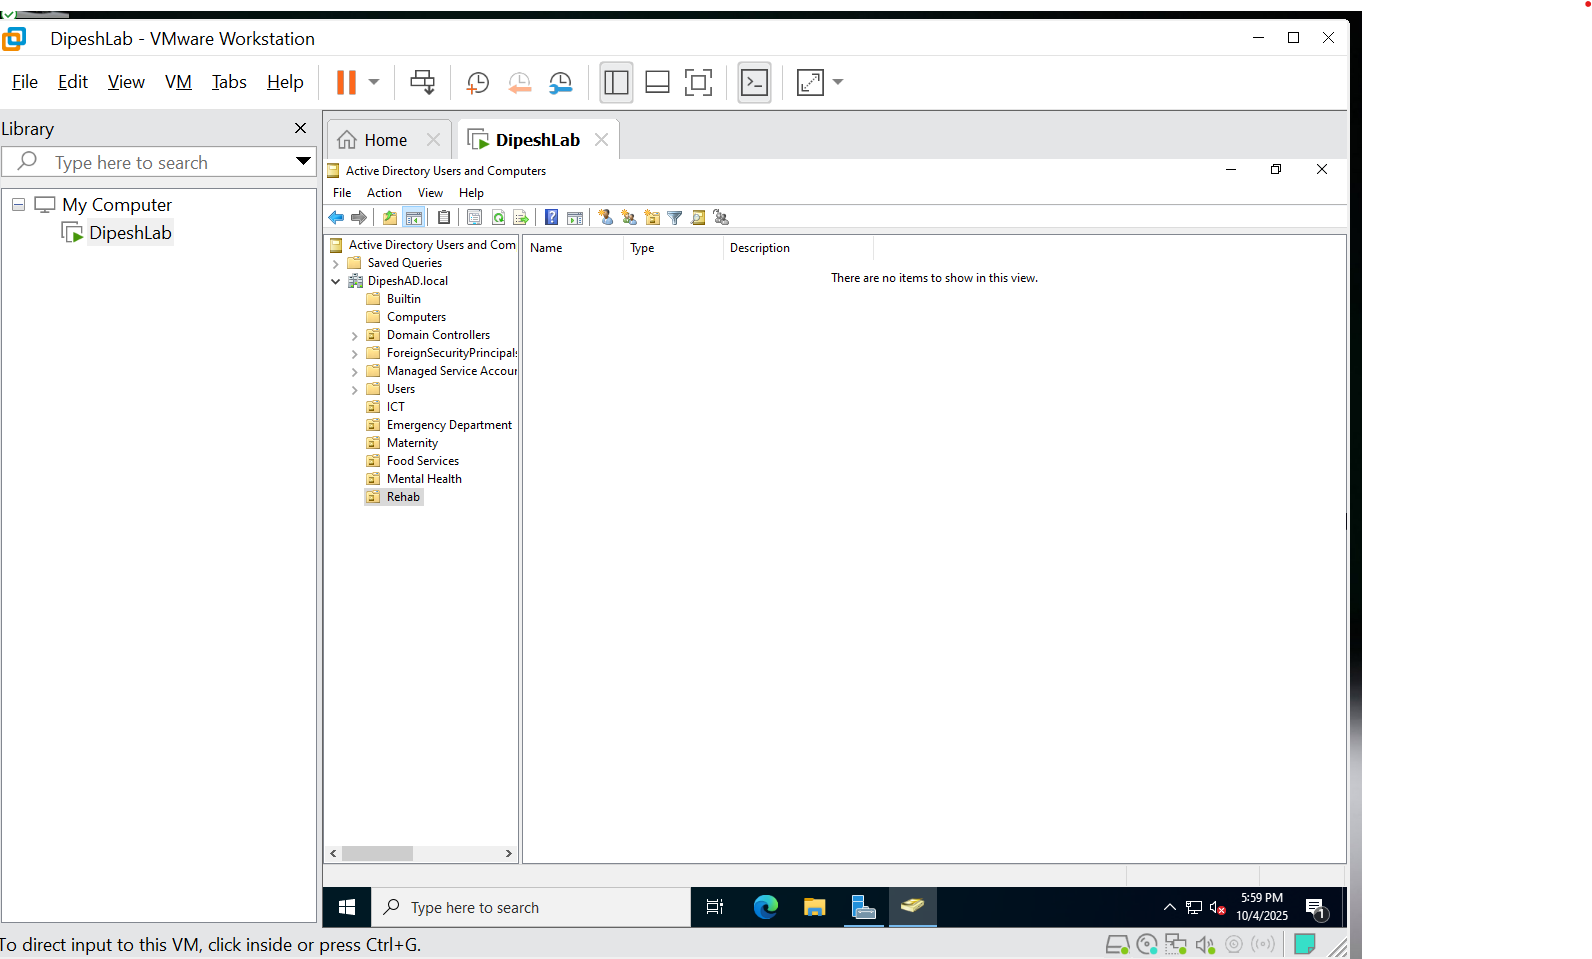 DipeshLab - VMware Workstation
File Edit View VM Tabs Help
Library
Type here to search
My Computer
DipeshLab
Home
DipeshLab
Active Directory Users and Computers
File Action View Help
Active Directory Users and Com
Saved Queries
DipeshAD.local
Builtin
Computers
Domain Controllers
ForeignSecurityPrincipals
Managed Service Accour
Users
ICT
Emergency Department
Maternity
Food Services
Mental Health
Rehab
Name Type Description
There are no items to show in this view.
Type here to search
5:59 PM
10/4/2025
1
To direct input to this VM, click inside or press Ctrl+G.